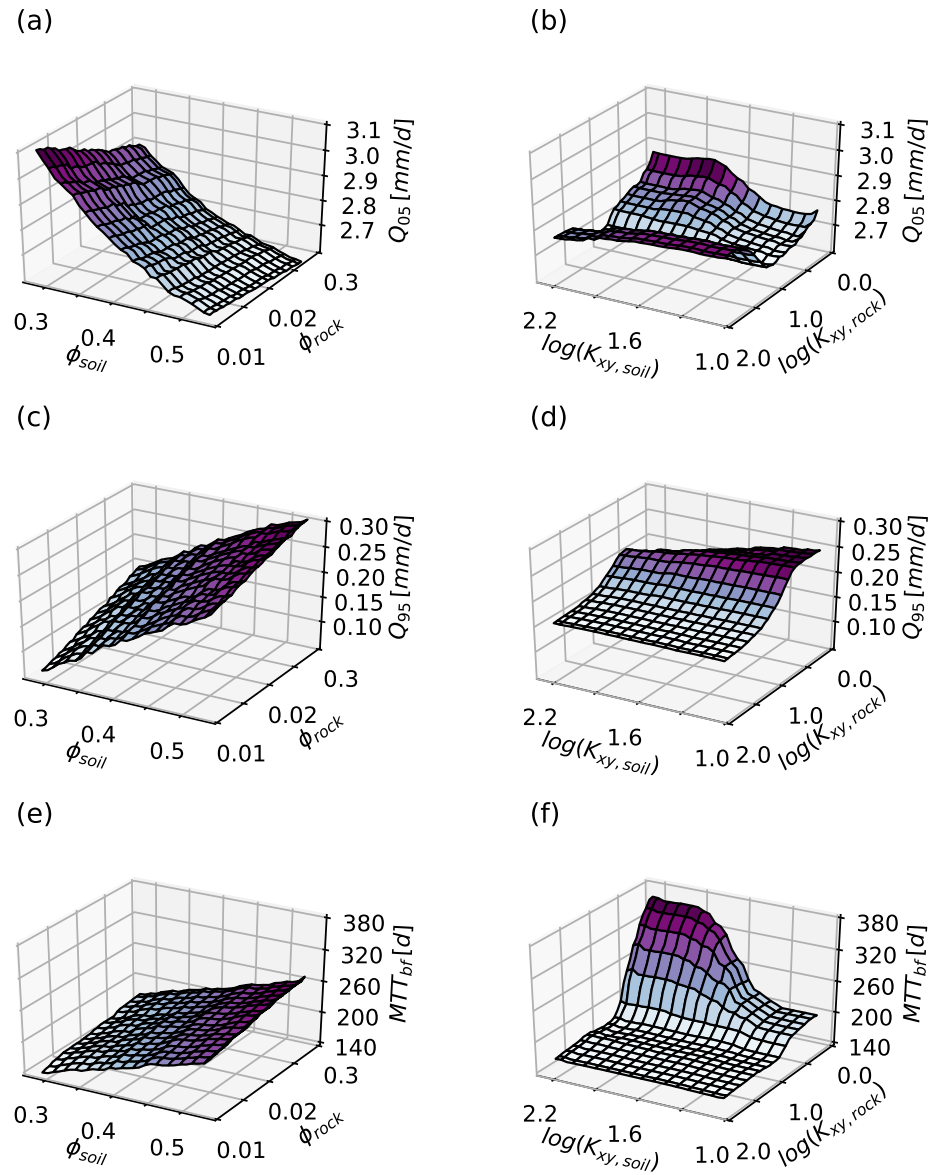 (a)
(b)
3.1
3.0
2.9
2.8
2.7
Q05 [mm/d]
0.3
0.4
0.5
ϕsoil
0.01
0.02
0.3
ϕrock
3.1
3.0
2.9
2.8
2.7
Q05 [mm/d]
2.2
1.6
1.0
log(Kxy, soil)
2.0
1.0
0.0
log(Kxy, rock)
(c)
(d)
0.30
0.25
0.20
0.15
0.10
Q95 [mm/d]
0.3
0.4
0.5
ϕsoil
0.01
0.02
0.3
ϕrock
0.30
0.25
0.20
0.15
0.10
Q95 [mm/d]
2.2
1.6
1.0
log(Kxy, soil)
2.0
1.0
0.0
log(Kxy, rock)
(e)
(f)
380
320
260
200
140
MTTbf [d]
0.3
0.4
0.5
ϕsoil
0.01
0.02
0.3
ϕrock
380
320
260
200
140
MTTbf [d]
2.2
1.6
1.0
log(Kxy, soil)
2.0
1.0
0.0
log(Kxy, rock)